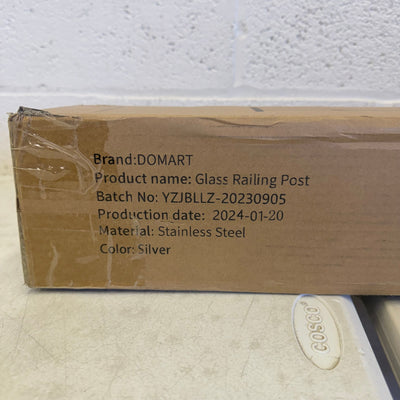 Brand:DOMART
Product name: Glass Railing Post
Batch No: YZJBLLZ-20230905
Production date: 2024-01-20
Material: Stainless Steel
Color: Silver
COSCO®